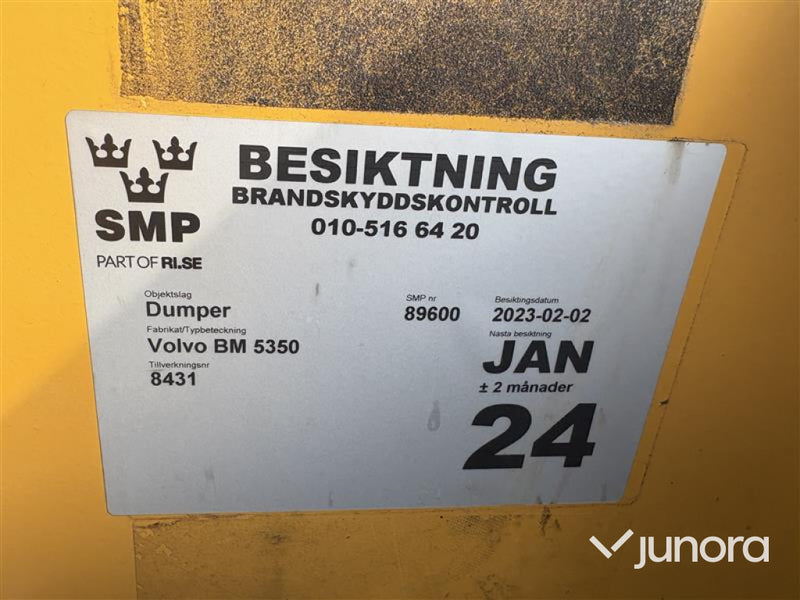 BESIKTNING
BRANDSKYDDSKONTROLL
010-516 64 20
SMP
PART OF RI.SE
Objektslag
Dumper
Fabrikat/Typbeteckning
Volvo BM 5350
Tillverkningsnr
8431
SMP nr
89600
Besiktingsdatum
2023-02-02
Nästa besiktning
JAN
± 2 månader
24
junora